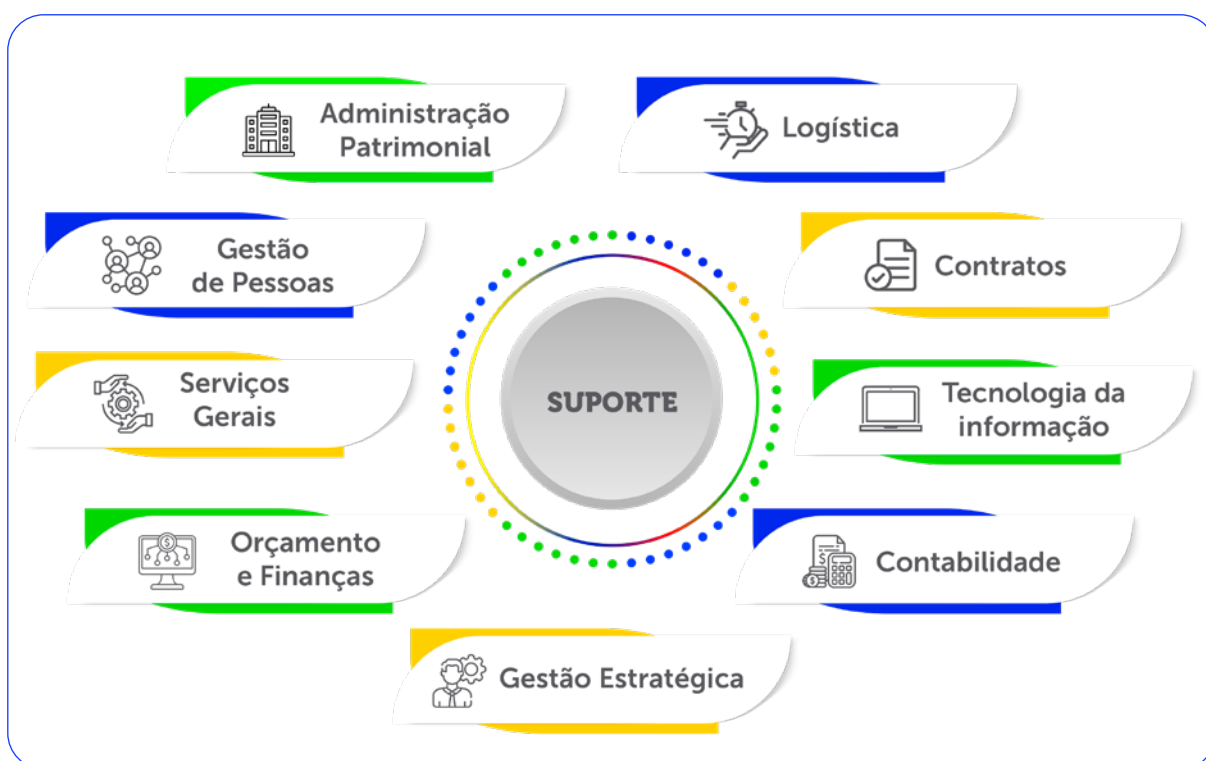 Administração
Patrimonial
Logística
Gestão
de Pessoas
Contratos
Serviços
Gerais
SUPORTE
Tecnologia da
informação
Orçamento
e Finanças
Contabilidade
Gestão Estratégica